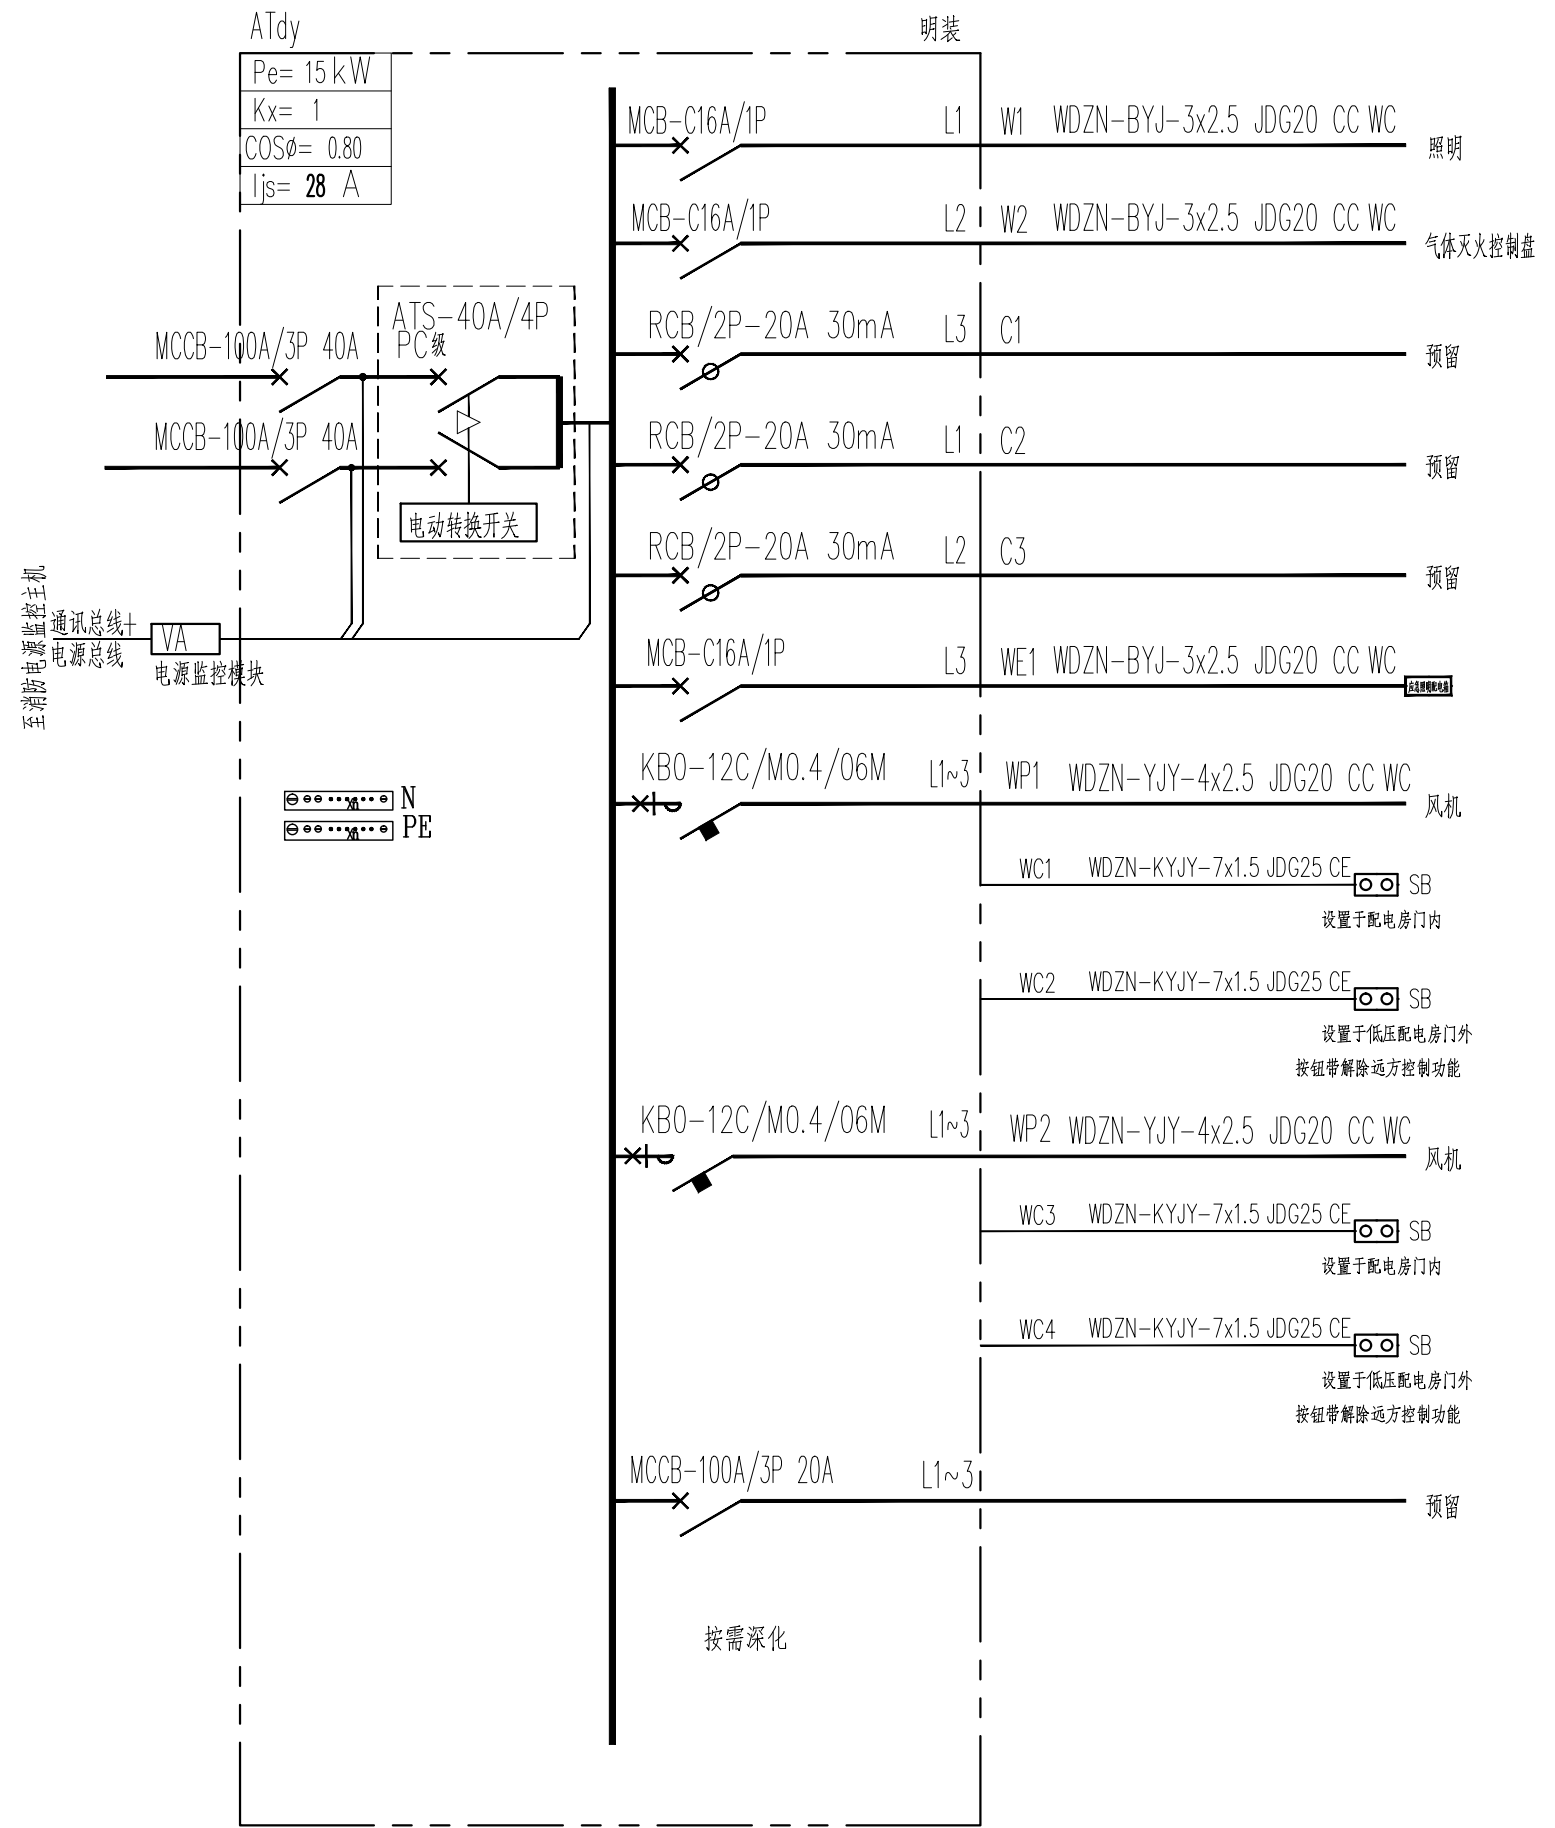 ATdy
明装
Pe= 15 kW
Kx= 1
COSø= 0.80
Ijs= 28 A
MCB-C16A/1P L1 W1 WDZN-BYJ-3x2.5 JDG20 CC WC
照明
MCB-C16A/1P L2 W2 WDZN-BYJ-3x2.5 JDG20 CC WC
气体灭火控制盘
ATS-40A/4P
PC级
MCCB-100A/3P 40A
MCCB-100A/3P 40A
电动转换开关
RCB/2P-20A 30mA L3 C1
预留
RCB/2P-20A 30mA L1 C2
预留
RCB/2P-20A 30mA L2 C3
预留
至消防电源监控主机
通讯总线+
电源总线
VA
电源监控模块
MCB-C16A/1P L3 WE1 WDZN-BYJ-3x2.5 JDG20 CC WC
应急照明配电箱
N
PE
KBO-12C/M0.4/06M L1~3 WP1 WDZN-YJY-4x2.5 JDG20 CC WC
风机
WC1 WDZN-KYJY-7x1.5 JDG25 CE SB
设置于配电房门内
WC2 WDZN-KYJY-7x1.5 JDG25 CE SB
设置于低压配电房门外
按钮带解除远方控制功能
KBO-12C/M0.4/06M L1~3 WP2 WDZN-YJY-4x2.5 JDG20 CC WC
风机
WC3 WDZN-KYJY-7x1.5 JDG25 CE SB
设置于配电房门内
WC4 WDZN-KYJY-7x1.5 JDG25 CE SB
设置于低压配电房门外
按钮带解除远方控制功能
MCCB-100A/3P 20A L1~3
预留
按需深化